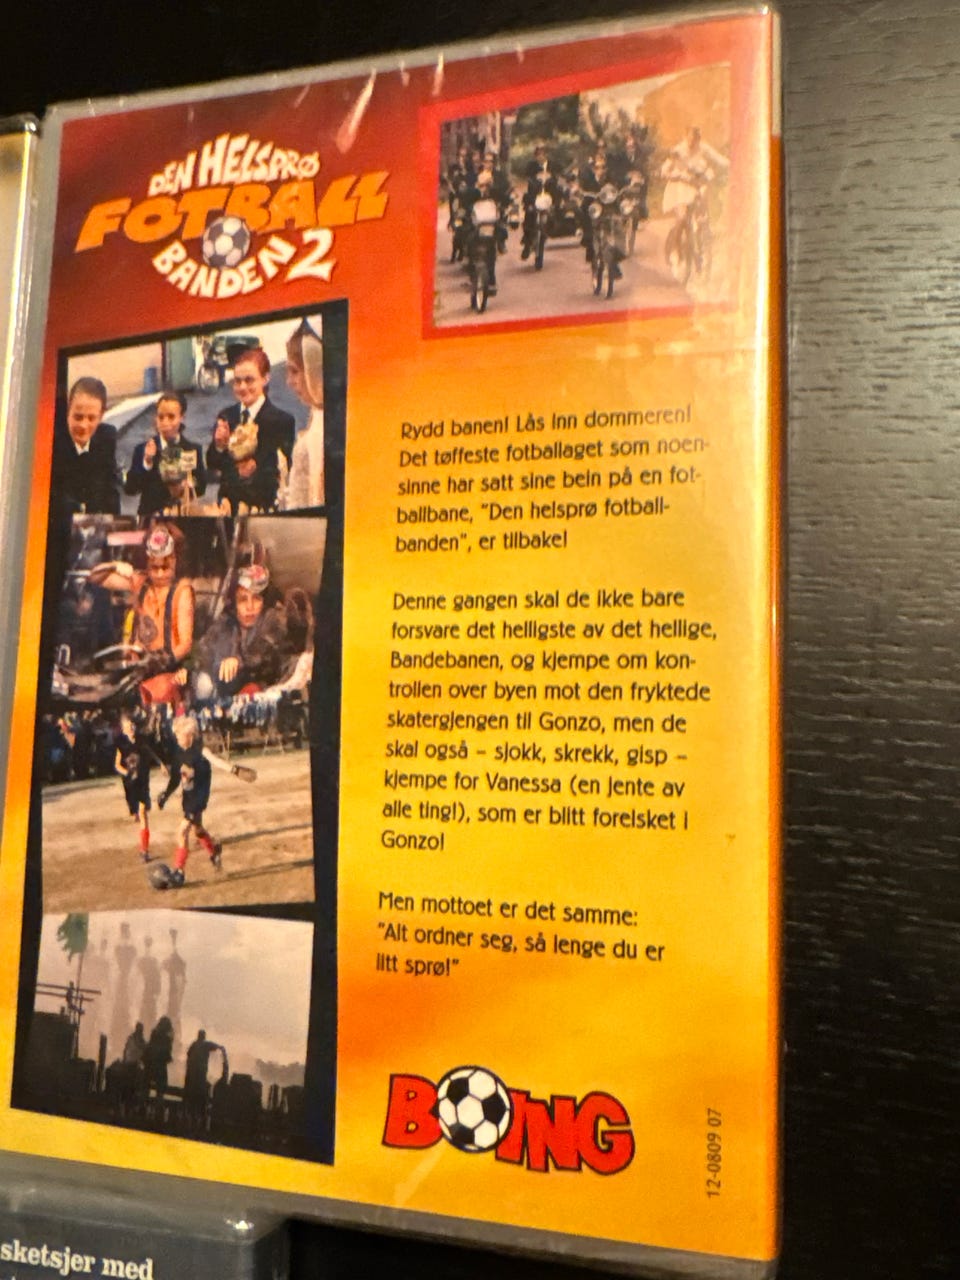 DEN HELSPRØ
FOTBALL
BANDEN 2
Rydd banen! Lås inn dommeren!
Det tøffeste fotballaget som noen-
sinne har satt sine bein på en fot-
ballbane, "Den helsprø fotball-
banden", er tilbake!
Denne gangen skal de ikke bare
forsvare det helligste av det hellige,
Bandebanen, og kjempe om kon-
trollen over byen mot den fryktede
skatergjengen til Gonzo, men de
skal også – sjokk, skrekk, gisp –
kjempe for Vanessa (en jente av
alle ting!), som er blitt forelsket i
Gonzo!
Men mottoet er det samme:
"Alt ordner seg, så lenge du er
litt sprø!"
BOING
12-0809 07
sketsjer med